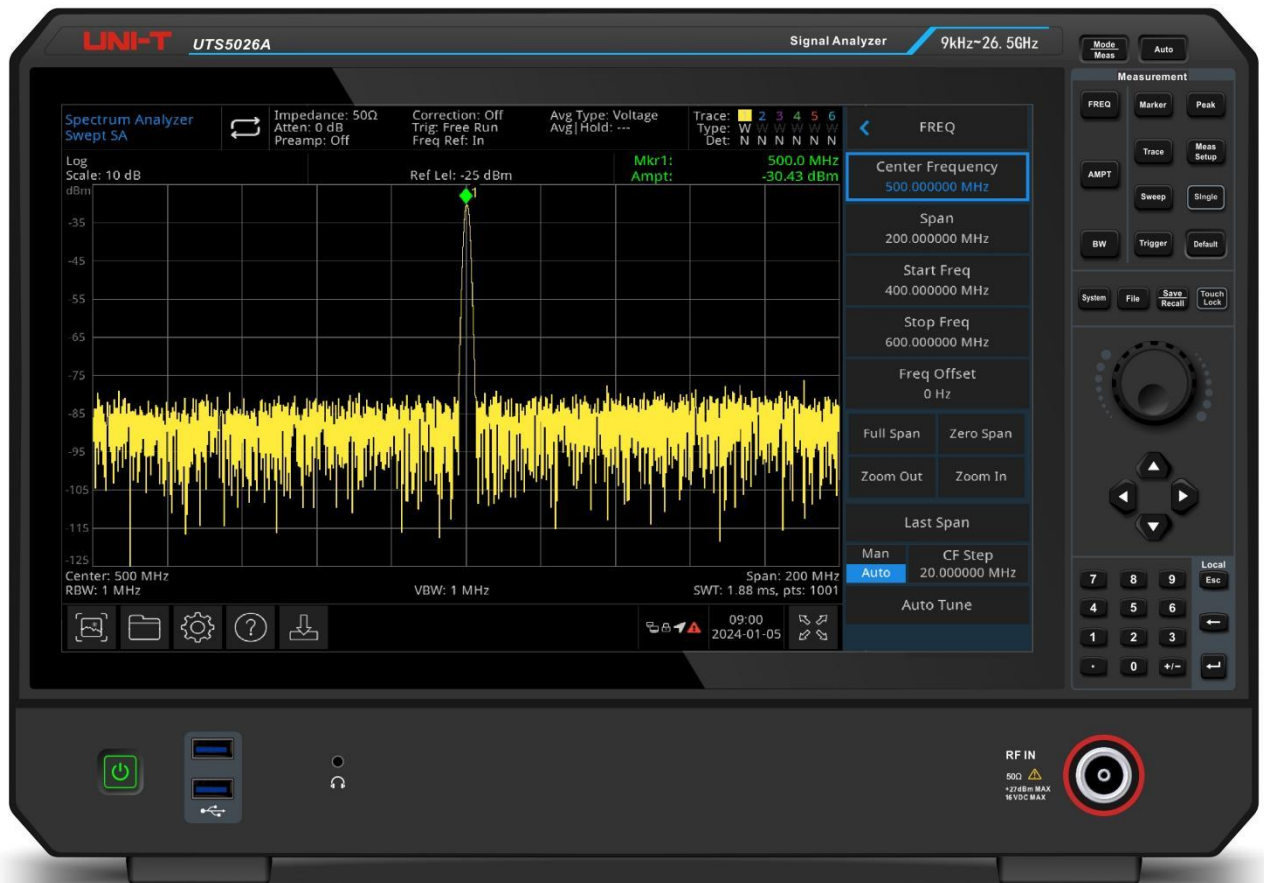 UNI-T UTS5026A
Signal Analyzer
9kHz~26.5GHz
Mode
Meas
Auto
Measurement
FREQ
Marker
Peak
Trace
Meas
Setup
AMPT
Sweep
Single
BW
Trigger
Default
System
File
Save
Recall
Touch
Lock
Local
7 8 9 Esc
4 5 6
1 2 3
. 0 +/-
Spectrum Analyzer
Swept SA
Impedance: 50Ω
Atten: 0 dB
Preamp: Off
Correction: Off
Trig: Free Run
Freq Ref: In
Avg Type: Voltage
Avg|Hold: ---
Trace: 1 2 3 4 5 6
Type: W W W W W W
Det: N N N N N N
Log
Scale: 10 dB
Ref Lel: -25 dBm
Mkr1: 500.0 MHz
Ampt: -30.43 dBm
dBm
1
-35
-45
-55
-65
-75
-85
-95
-105
-115
-125
Center: 500 MHz
Span: 200 MHz
RBW: 1 MHz
VBW: 1 MHz
SWT: 1.88 ms, pts: 1001
09:00
2024-01-05
FREQ
Center Frequency
500.000000 MHz
Span
200.000000 MHz
Start Freq
400.000000 MHz
Stop Freq
600.000000 MHz
Freq Offset
0 Hz
Full Span
Zero Span
Zoom Out
Zoom In
Last Span
Man
Auto
CF Step
20.000000 MHz
Auto Tune
RF IN
50Ω
+27dBm MAX
16VDC MAX